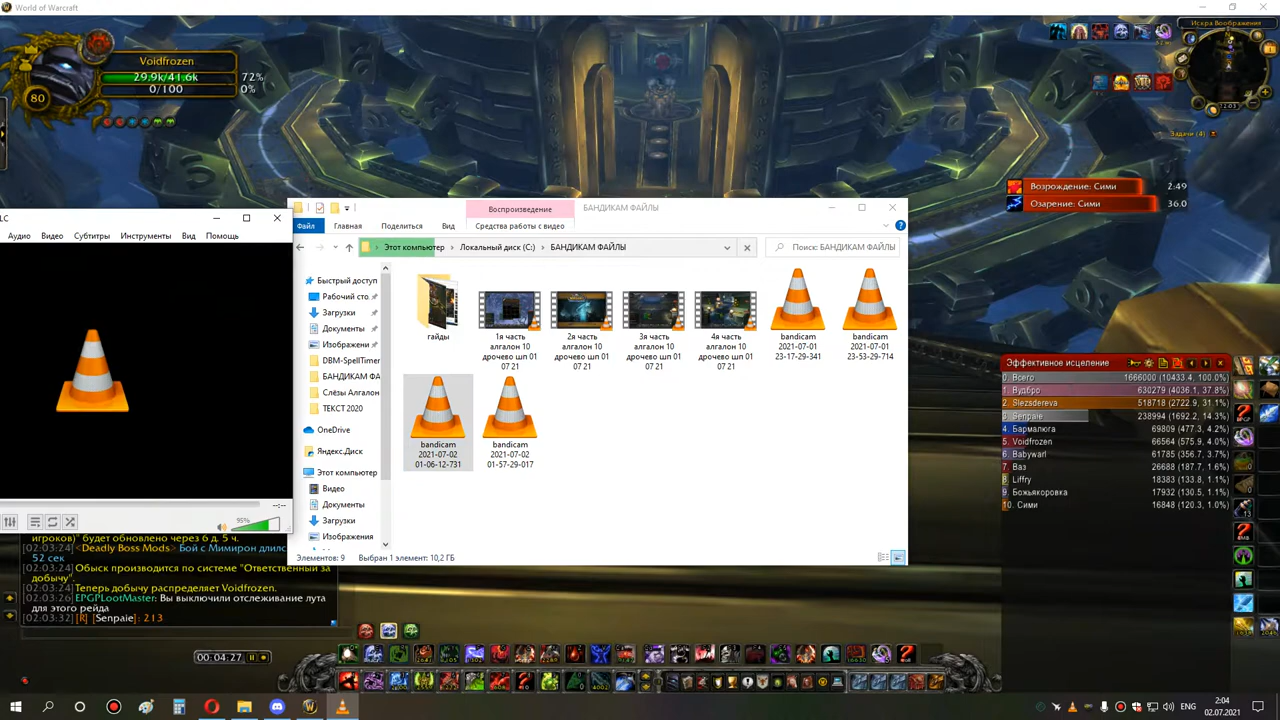 World of Warcraft
Voidfrozen
29.9k/41.6k
72%
0/100
0%
80
Искра Воображения
12:03
Задачи (4)
Возрождение: Сими
2:49
Озарение: Сими
36.0
LC
Аудио
Видео
Субтитры
Инструменты
Вид
Помощь
--:--
95%
Воспроизведение
БАНДИКАМ ФАЙЛЫ
Файл
Главная
Поделиться
Вид
Средства работы с видео
Этот компьютер
Локальный диск (C:)
БАНДИКАМ ФАЙЛЫ
Поиск: БАНДИКАМ ФАЙЛЫ
Быстрый доступ
Рабочий сто
Загрузки
Документы
Изображени
DBM-SpellTimer
БАНДИКАМ ФА
Слёзы Алгалон
ТЕКСТ 2020
OneDrive
Яндекс.Диск
Этот компьютер
Видео
Документы
Загрузки
Изображения
гайды
1я часть
алгалон 10
дрочево шп 01
07 21
2я часть
алгалон 10
дрочево шп 01
07 21
3я часть
алгалон 10
дрочево шп 01
07 21
4я часть
алгалон 10
дрочево шп 01
07 21
bandicam
2021-07-01
23-17-29-341
bandicam
2021-07-01
23-53-29-714
bandicam
2021-07-02
01-06-12-731
bandicam
2021-07-02
01-57-29-017
Элементов: 9
Выбран 1 элемент: 10,2 ГБ
Эффективное исцеление
0. Всего 1666000 (10433.4, 100.0%)
1. Вудбро 630279 (4036.1, 37.8%)
2. Slezsdereva 518718 (2722.9, 31.1%)
3. Senpaie 238994 (1692.2, 14.3%)
4. Бармалюга 69809 (477.3, 4.2%)
5. Voidfrozen 66564 (575.9, 4.0%)
6. Babywarl 61785 (356.7, 3.7%)
7. Ваз 26688 (187.7, 1.6%)
8. Liffry 18383 (133.5, 1.1%)
9. Божьякоровка 17932 (130.5, 1.1%)
10. Сими 16848 (120.3, 1.0%)
игроков)" будет обновлено через 6 д. 5 ч.
02:03:24 <Deadly Boss Mods> Бой с Мимирон длилс
52 сек
02:03:24] Обыск производится по системе "Ответственный за
добычу".
02:03:24] Теперь добычу распределяет Voidfrozen.
02:03:26] EPGPLootMaster: Вы выключили отслеживание лута
для этого рейда
02:03:32] [R] [Senpaie]: 213
00:04:27
ENG
2:04
02.07.2021